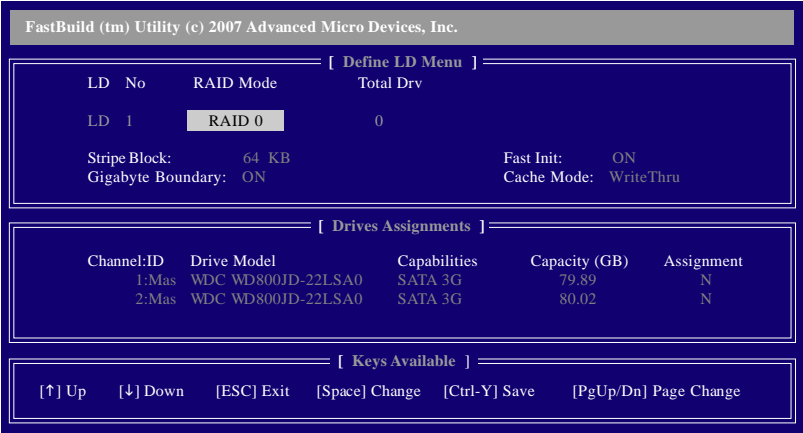 FastBuild (tm) Utility (c) 2007 Advanced Micro Devices, Inc.
[ Define LD Menu ]
LD No RAID Mode Total Drv
LD 1 RAID 0 0
Stripe Block: 64 KB Fast Init: ON
Gigabyte Boundary: ON Cache Mode: WriteThru
[ Drives Assignments ]
Channel:ID Drive Model Capabilities Capacity (GB) Assignment
1:Mas WDC WD800JD-22LSA0 SATA 3G 79.89 N
2:Mas WDC WD800JD-22LSA0 SATA 3G 80.02 N
[ Keys Available ]
[↑] Up [↓] Down [ESC] Exit [Space] Change [Ctrl-Y] Save [PgUp/Dn] Page Change